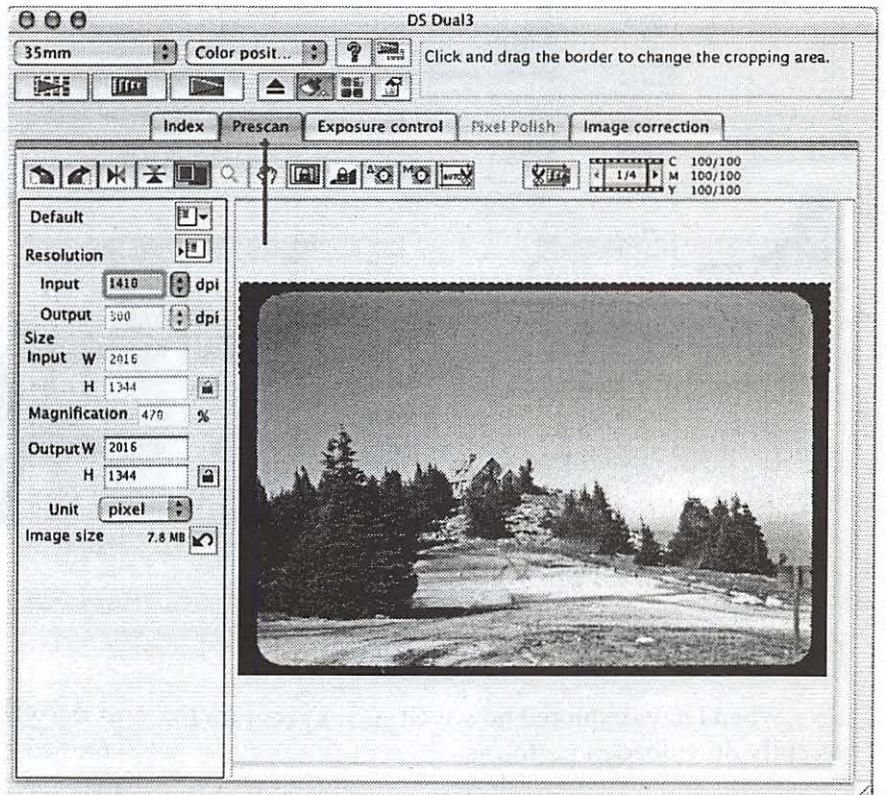 DS Dual3
35mm
Color posit...
?
Click and drag the border to change the cropping area.
Index
Prescan
Exposure control
Pixel Polish
Image correction
A
M
AUTO
1/4
C 100/100
M 100/100
Y 100/100
Default
Resolution
Input 1410 dpi
Output 300 dpi
Size
Input W 2016
H 1344
Magnification 470 %
Output W 2016
H 1344
Unit pixel
Image size 7.8 MB